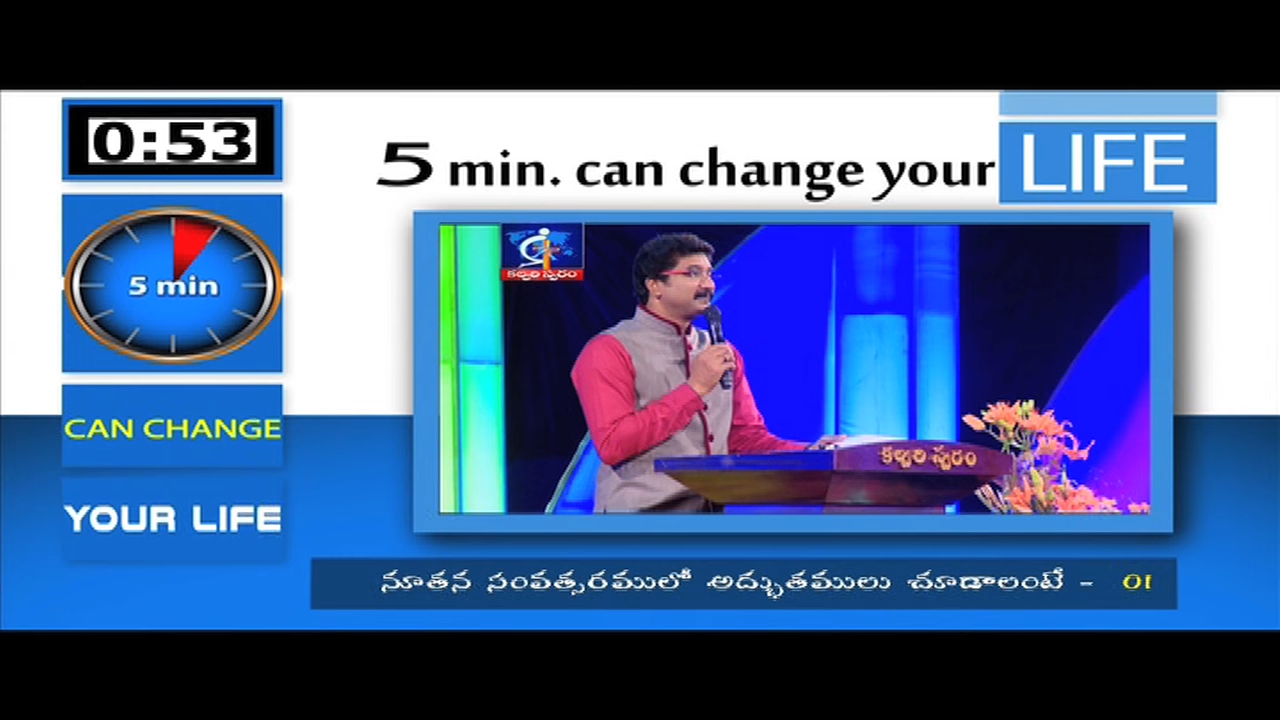 0:53
5 min. can change your LIFE
5 min
CAN CHANGE
YOUR LIFE
కల్వరి స్వరం
కల్వరి స్వరం
నూతన సంవత్సరములో అద్భుతములు చూడాలంటే - 01